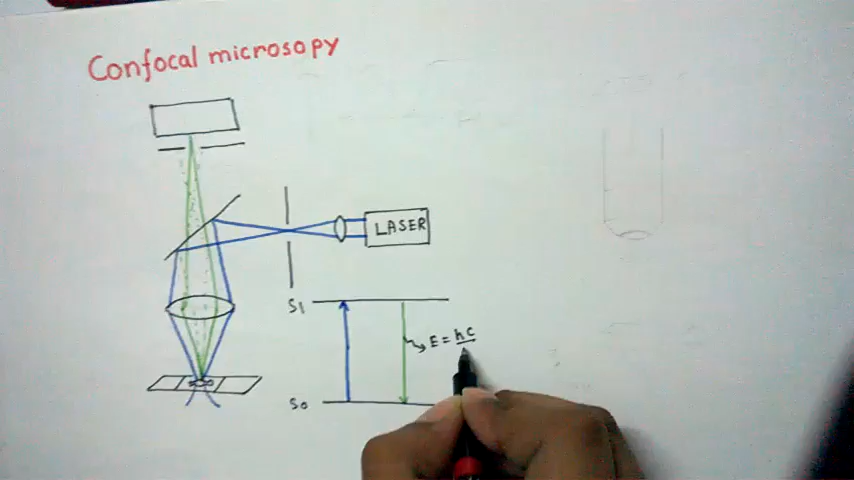 Confocal microsopy
LASER
S1
E = hc
S0